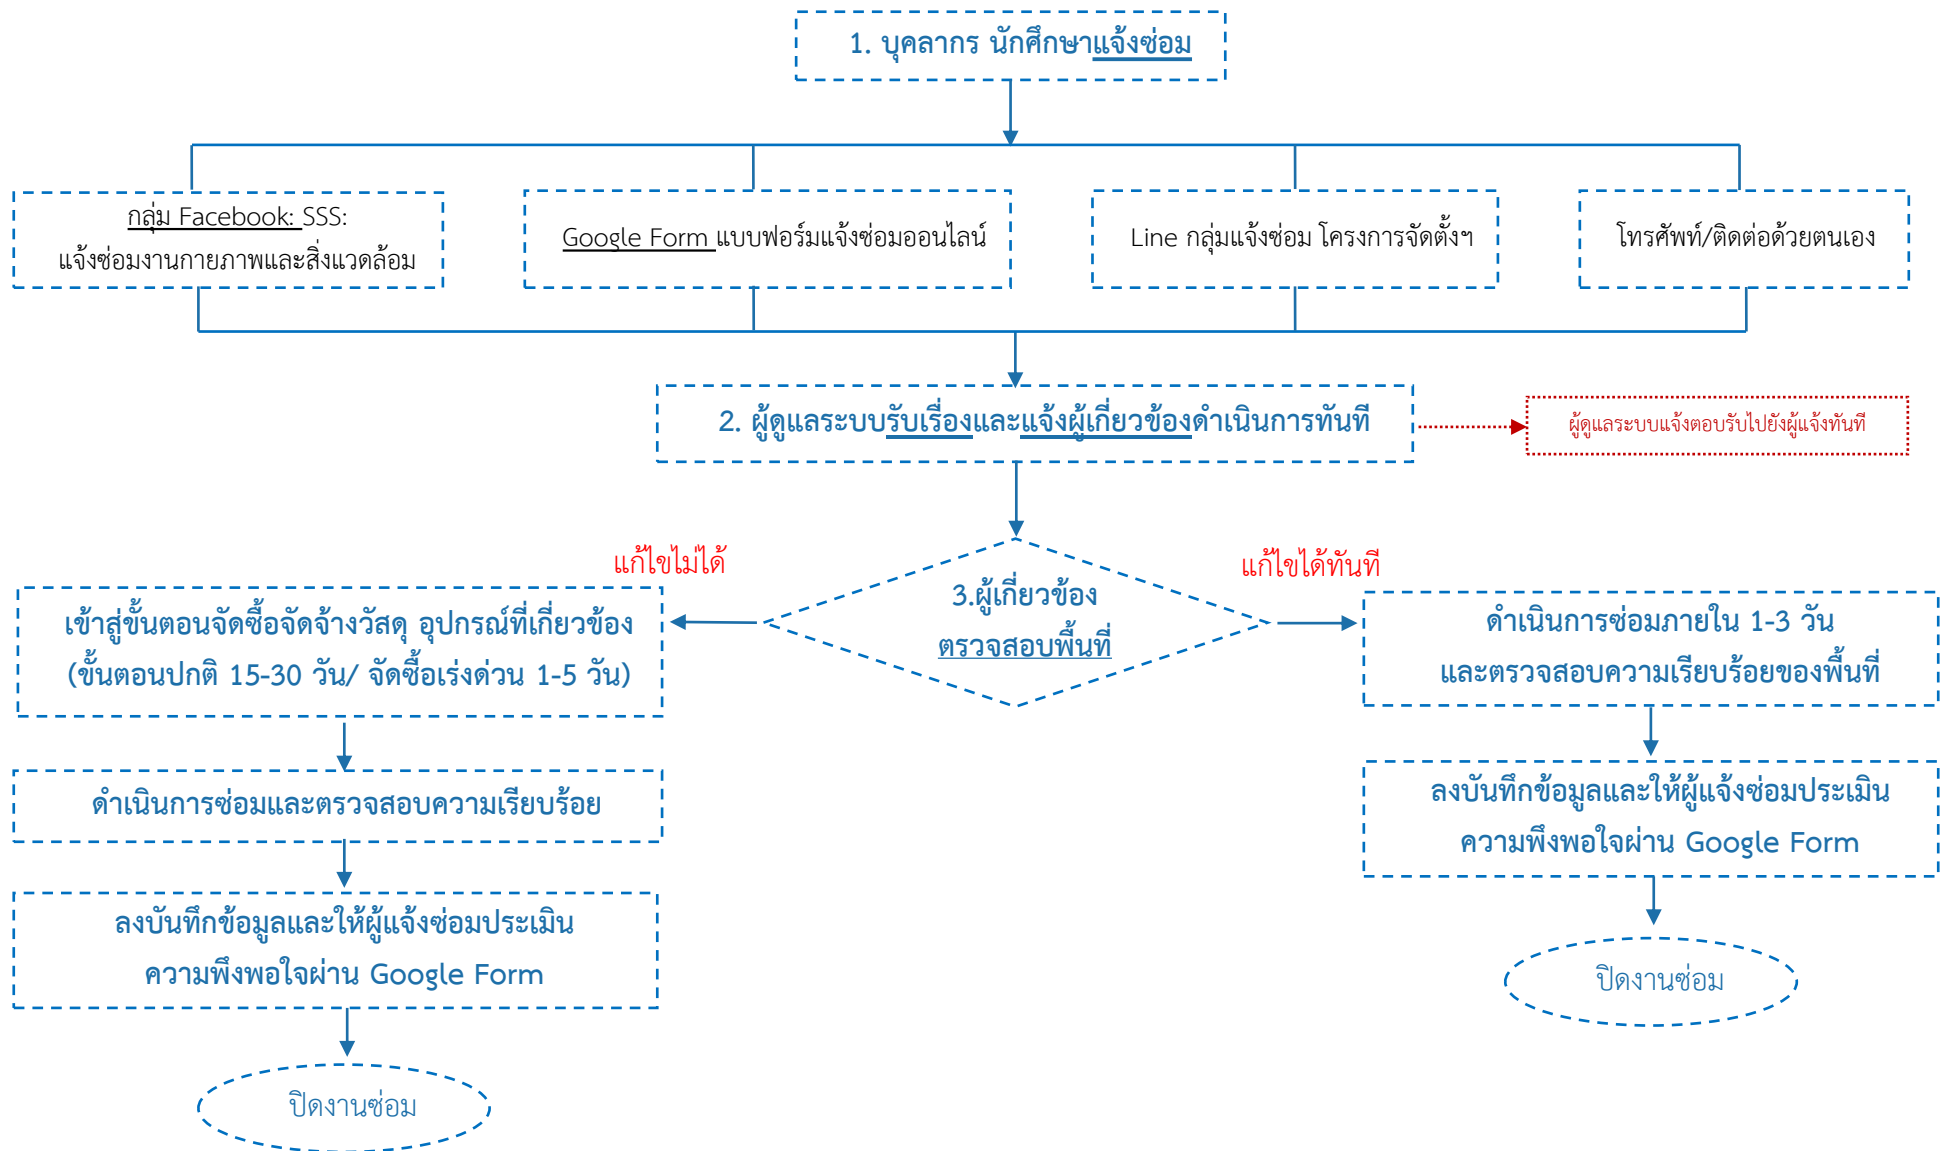 1. บุคลากร นักศึกษาแจ้งซ่อม
กลุ่ม Facebook: SSS:
แจ้งซ่อมงานกายภาพและสิ่งแวดล้อม
Google Form แบบฟอร์มแจ้งซ่อมออนไลน์
Line กลุ่มแจ้งซ่อม โครงการจัดตั้งฯ
โทรศัพท์/ติดต่อด้วยตนเอง
2. ผู้ดูแลระบบรับเรื่องและแจ้งผู้เกี่ยวข้องดำเนินการทันที
ผู้ดูแลระบบแจ้งตอบรับไปยังผู้แจ้งทันที
แก้ไขไม่ได้
แก้ไขได้ทันที
3.ผู้เกี่ยวข้อง
ตรวจสอบพื้นที่
เข้าสู่ขั้นตอนจัดซื้อจัดจ้างวัสดุ อุปกรณ์ที่เกี่ยวข้อง
(ขั้นตอนปกติ 15-30 วัน/ จัดซื้อเร่งด่วน 1-5 วัน)
ดำเนินการซ่อมภายใน 1-3 วัน
และตรวจสอบความเรียบร้อยของพื้นที่
ดำเนินการซ่อมและตรวจสอบความเรียบร้อย
ลงบันทึกข้อมูลและให้ผู้แจ้งซ่อมประเมิน
ความพึงพอใจผ่าน Google Form
ลงบันทึกข้อมูลและให้ผู้แจ้งซ่อมประเมิน
ความพึงพอใจผ่าน Google Form
ปิดงานซ่อม
ปิดงานซ่อม